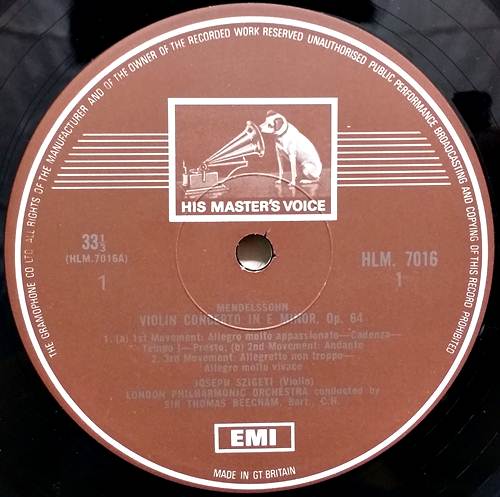 THE GRAMOPHONE CO LTD. ALL RIGHTS OF THE MANUFACTURER AND OF THE OWNER OF THE RECORDED WORK RESERVED UNAUTHORISED PUBLIC PERFORMANCE BROADCASTING AND COPYING OF THIS RECORD PROHIBITED
HIS MASTER'S VOICE
33⅓
(HLM.7016A)
1
HLM. 7016
1
MENDELSSOHN
VIOLIN CONCERTO IN E MINOR, Op. 64
1. (a) 1st Movement: Allegro molto appassionato—Cadenza—
Tempo I—Presto; (b) 2nd Movement: Andante
2. 3rd Movement: Allegretto non troppo—
Allegro molto vivace
JOSEPH SZIGETI (Violin)
LONDON PHILHARMONIC ORCHESTRA conducted by
SIR THOMAS BEECHAM, Bart., C.H.
EMI
MADE IN GT. BRITAIN